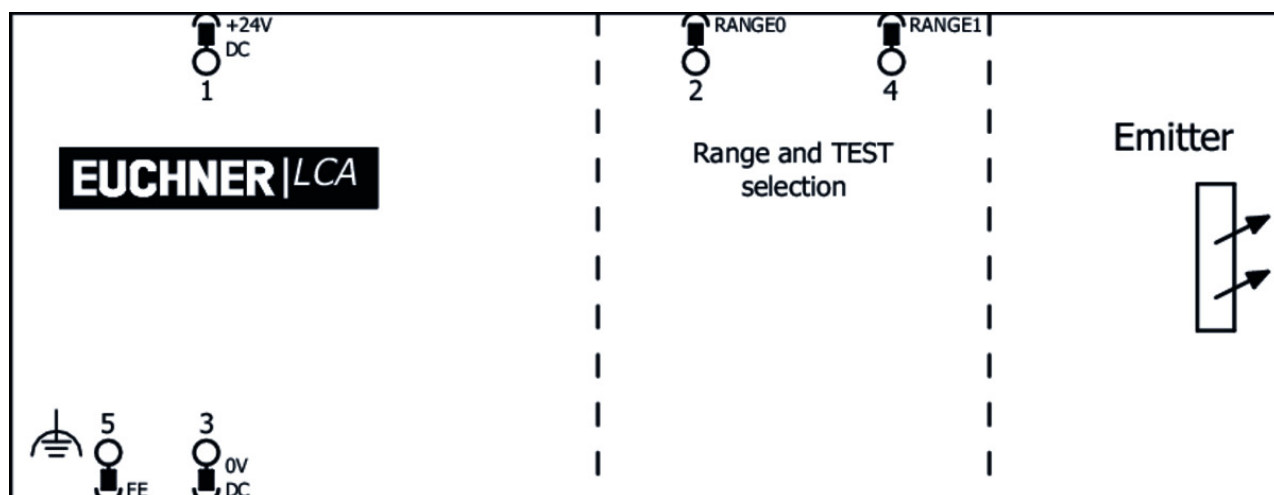 +24V
DC
1
RANGE0
2
RANGE1
4
EUCHNER|LCA
Range and TEST
selection
Emitter
5
FE
3
0V
DC